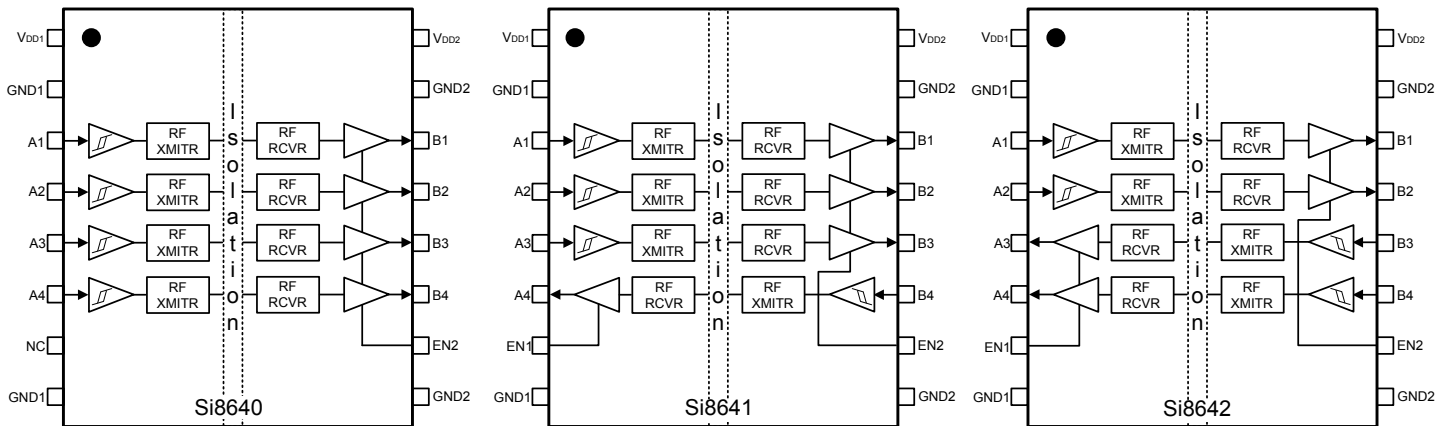 VDD1
GND1
A1
A2
A3
A4
NC
GND1
RF
XMITR
RF
XMITR
RF
XMITR
RF
XMITR
Isolation
RF
RCVR
RF
RCVR
RF
RCVR
RF
RCVR
VDD2
GND2
B1
B2
B3
B4
EN2
GND2
Si8640
VDD1
GND1
A1
A2
A3
A4
EN1
GND1
RF
XMITR
RF
XMITR
RF
XMITR
RF
RCVR
Isolation
RF
RCVR
RF
RCVR
RF
RCVR
RF
XMITR
VDD2
GND2
B1
B2
B3
B4
EN2
GND2
Si8641
VDD1
GND1
A1
A2
A3
A4
EN1
GND1
RF
XMITR
RF
XMITR
RF
RCVR
RF
RCVR
Isolation
RF
RCVR
RF
RCVR
RF
XMITR
RF
XMITR
VDD2
GND2
B1
B2
B3
B4
EN2
GND2
Si8642